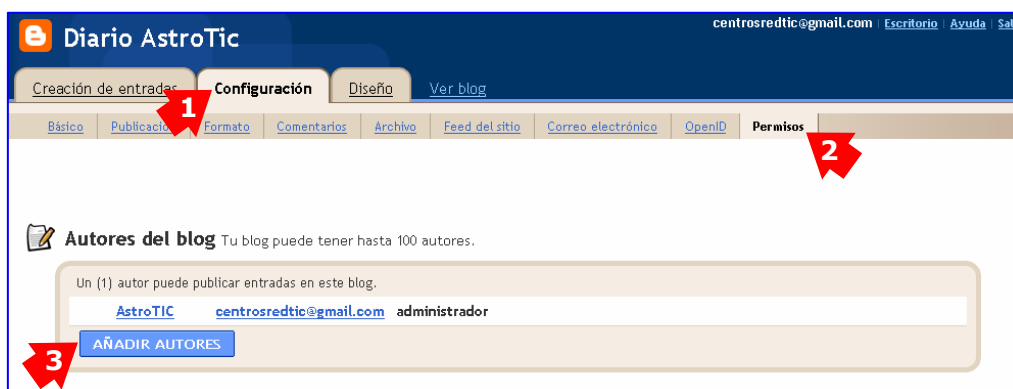 centrosredtic@gmail.com | Escritorio | Ayuda |
Diario AstroTic
Creación de entradas Configuración Diseño Ver blog
1
Básico Publicación Formato Comentarios Archivo Feed del sitio Correo electrónico OpenID Permisos
2
Autores del blog Tu blog puede tener hasta 100 autores.
Un (1) autor puede publicar entradas en este blog.
AstroTIC centrosredtic@gmail.com administrador
AÑADIR AUTORES
3